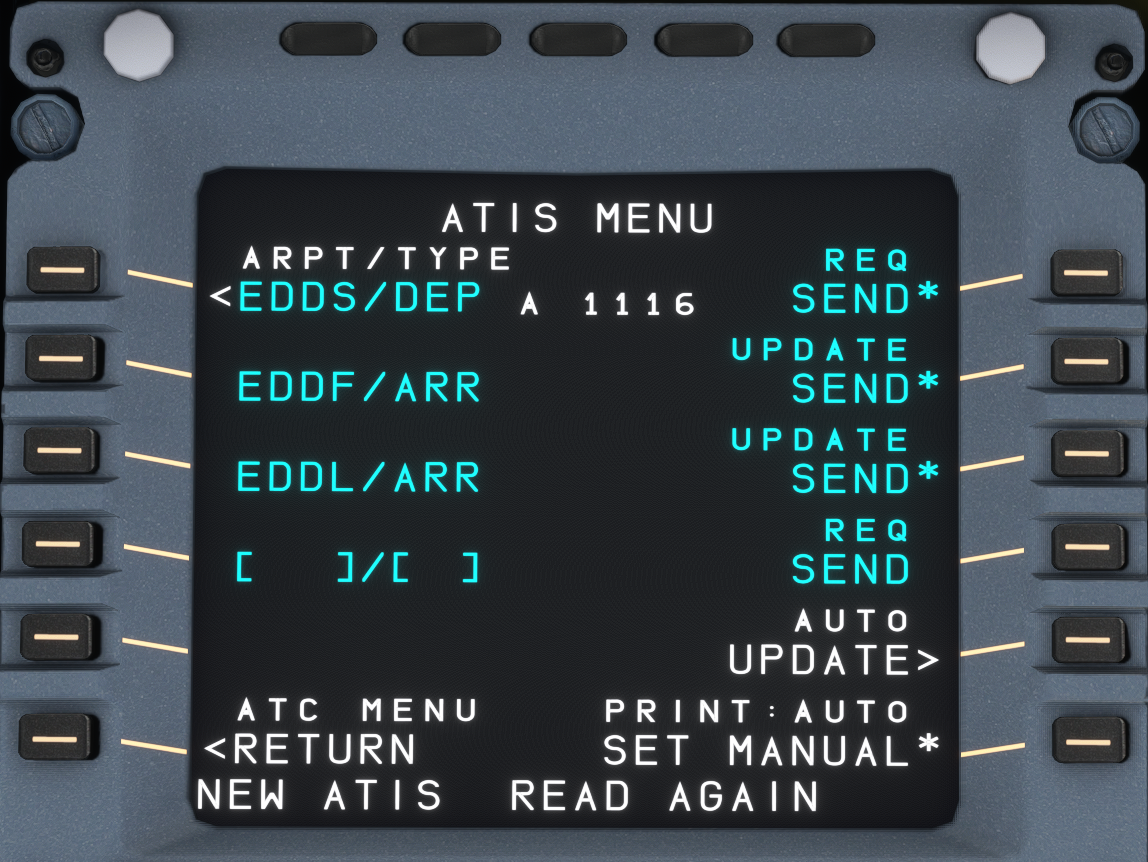 ATIS MENU
ARPT/TYPE REQ
<EDDS/DEP A 1116 SEND*
UPDATE
EDDF/ARR SEND*
UPDATE
EDDL/ARR SEND*
REQ
[ ]/[ ] SEND
AUTO
UPDATE>
ATC MENU PRINT:AUTO
<RETURN SET MANUAL*
NEW ATIS READ AGAIN